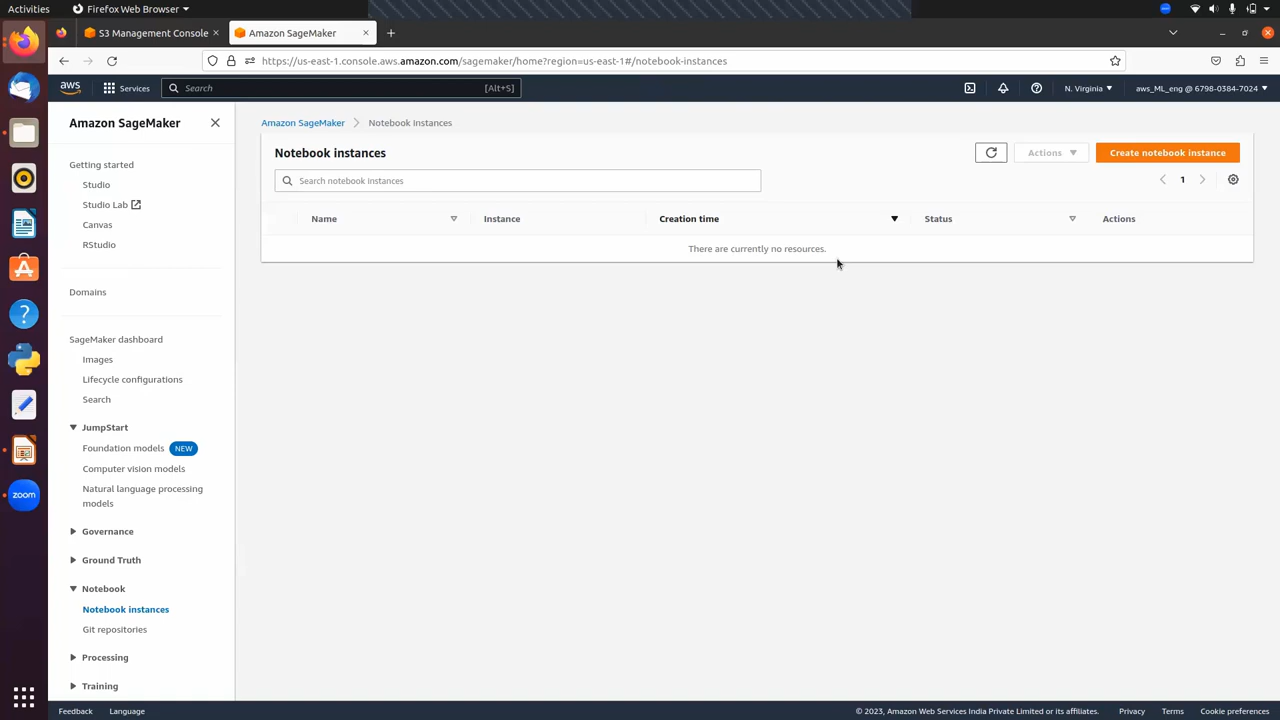 Activities
Firefox Web Browser
S3 Management Console
Amazon SageMaker
https://us-east-1.console.aws.amazon.com/sagemaker/home?region=us-east-1#/notebook-instances
aws
Services
Search
[Alt+S]
N. Virginia
aws_ML_eng @ 6798-0384-7024
Amazon SageMaker
Getting started
Studio
Studio Lab
Canvas
RStudio
Domains
SageMaker dashboard
Images
Lifecycle configurations
Search
JumpStart
Foundation models NEW
Computer vision models
Natural language processing
models
Governance
Ground Truth
Notebook
Notebook instances
Git repositories
Processing
Training
Amazon SageMaker
Notebook instances
Notebook instances
Actions
Create notebook instance
Search notebook instances
1
Name
Instance
Creation time
Status
Actions
There are currently no resources.
zoom
Feedback
Language
© 2023, Amazon Web Services India Private Limited or its affiliates.
Privacy
Terms
Cookie preferences